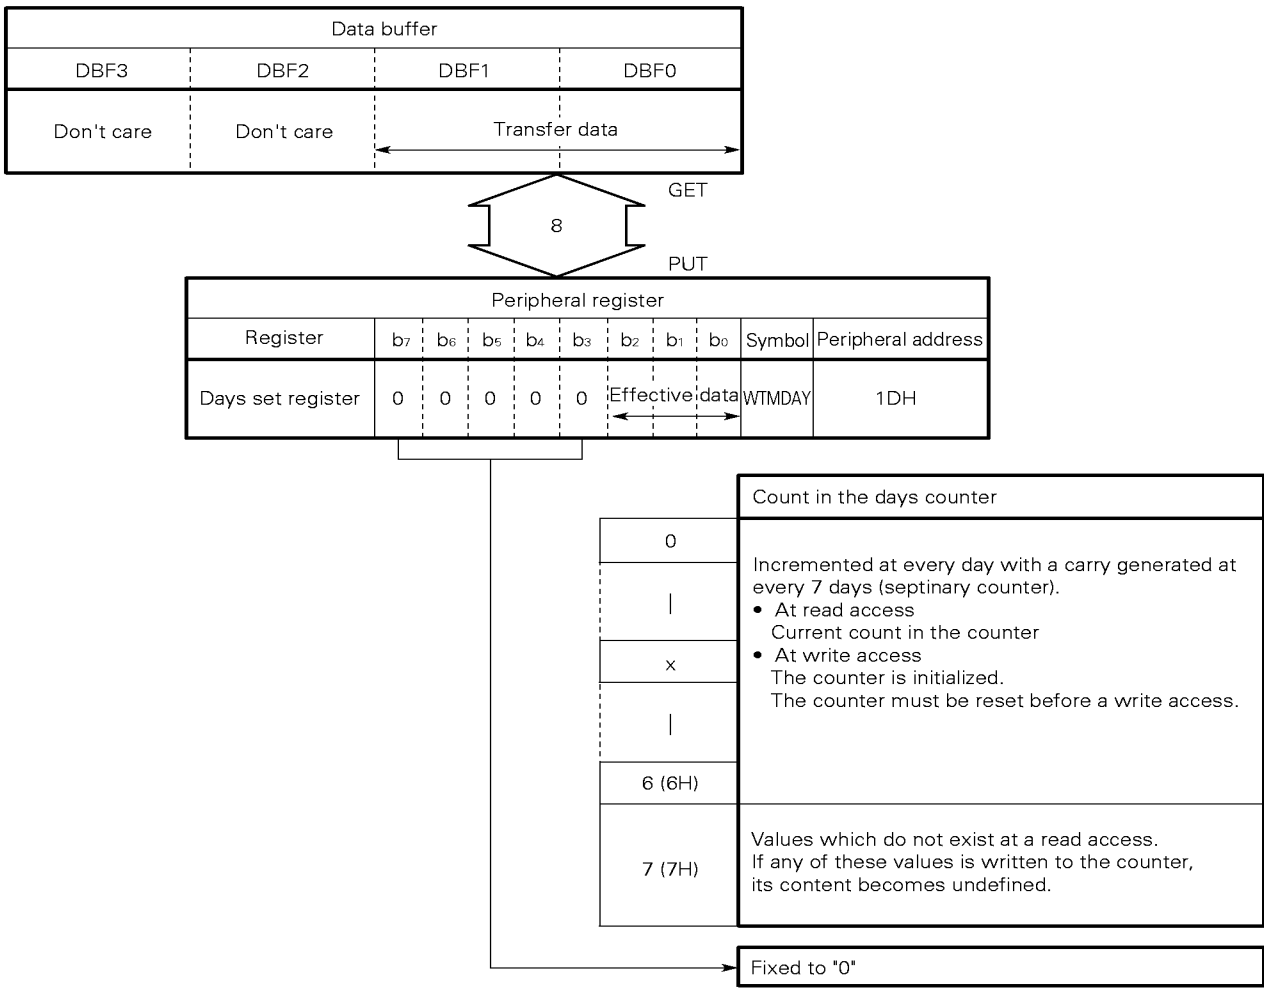 Data buffer
DBF3 DBF2 DBF1 DBF0
Don't care Don't care Transfer data
GET
8
PUT
Peripheral register
Register b7 b6 b5 b4 b3 b2 b1 b0 Symbol Peripheral address
Days set register 0 0 0 0 0 Effective data WTMDAY 1DH
Count in the days counter
0
|
x
|
6 (6H)
Incremented at every day with a carry generated at
every 7 days (septinary counter).
• At read access
Current count in the counter
• At write access
The counter is initialized.
The counter must be reset before a write access.
7 (7H)
Values which do not exist at a read access.
If any of these values is written to the counter,
its content becomes undefined.
Fixed to "0"